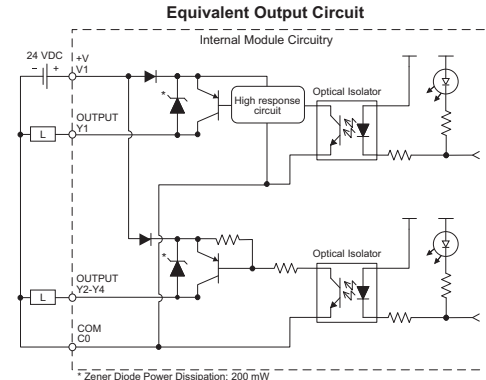 Equivalent Output Circuit
Internal Module Circuitry
24 VDC
− +
+V
V1
*
High response
circuit
Optical Isolator
OUTPUT
Y1
L
*
Optical Isolator
OUTPUT
Y2-Y4
L
COM
C0
* Zener Diode Power Dissipation: 200 mW